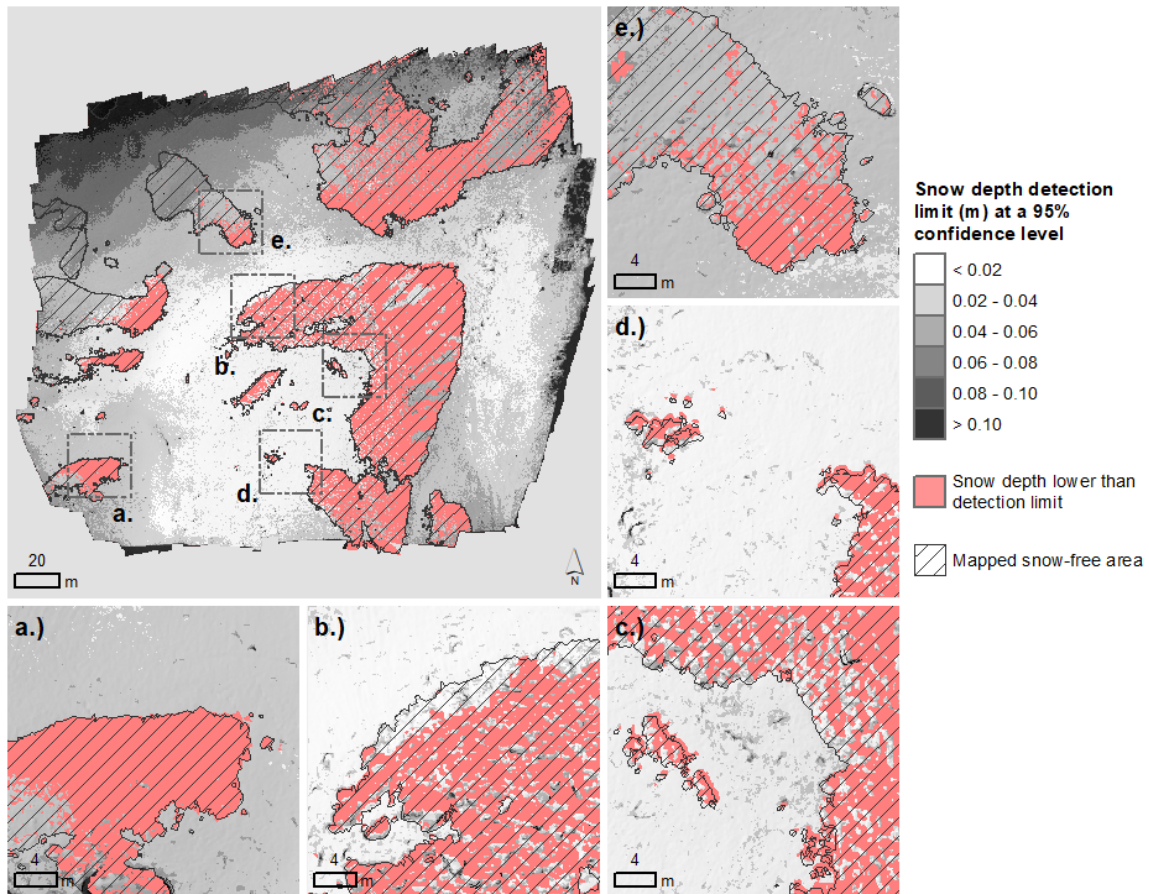 e.
b.
c.
d.
a.
20
m
N
e.)
4
m
d.)
4
m
a.)
4
m
b.)
4
m
c.)
4
m
Snow depth detection
limit (m) at a 95%
confidence level
< 0.02
0.02 - 0.04
0.04 - 0.06
0.06 - 0.08
0.08 - 0.10
> 0.10
Snow depth lower than
detection limit
Mapped snow-free area